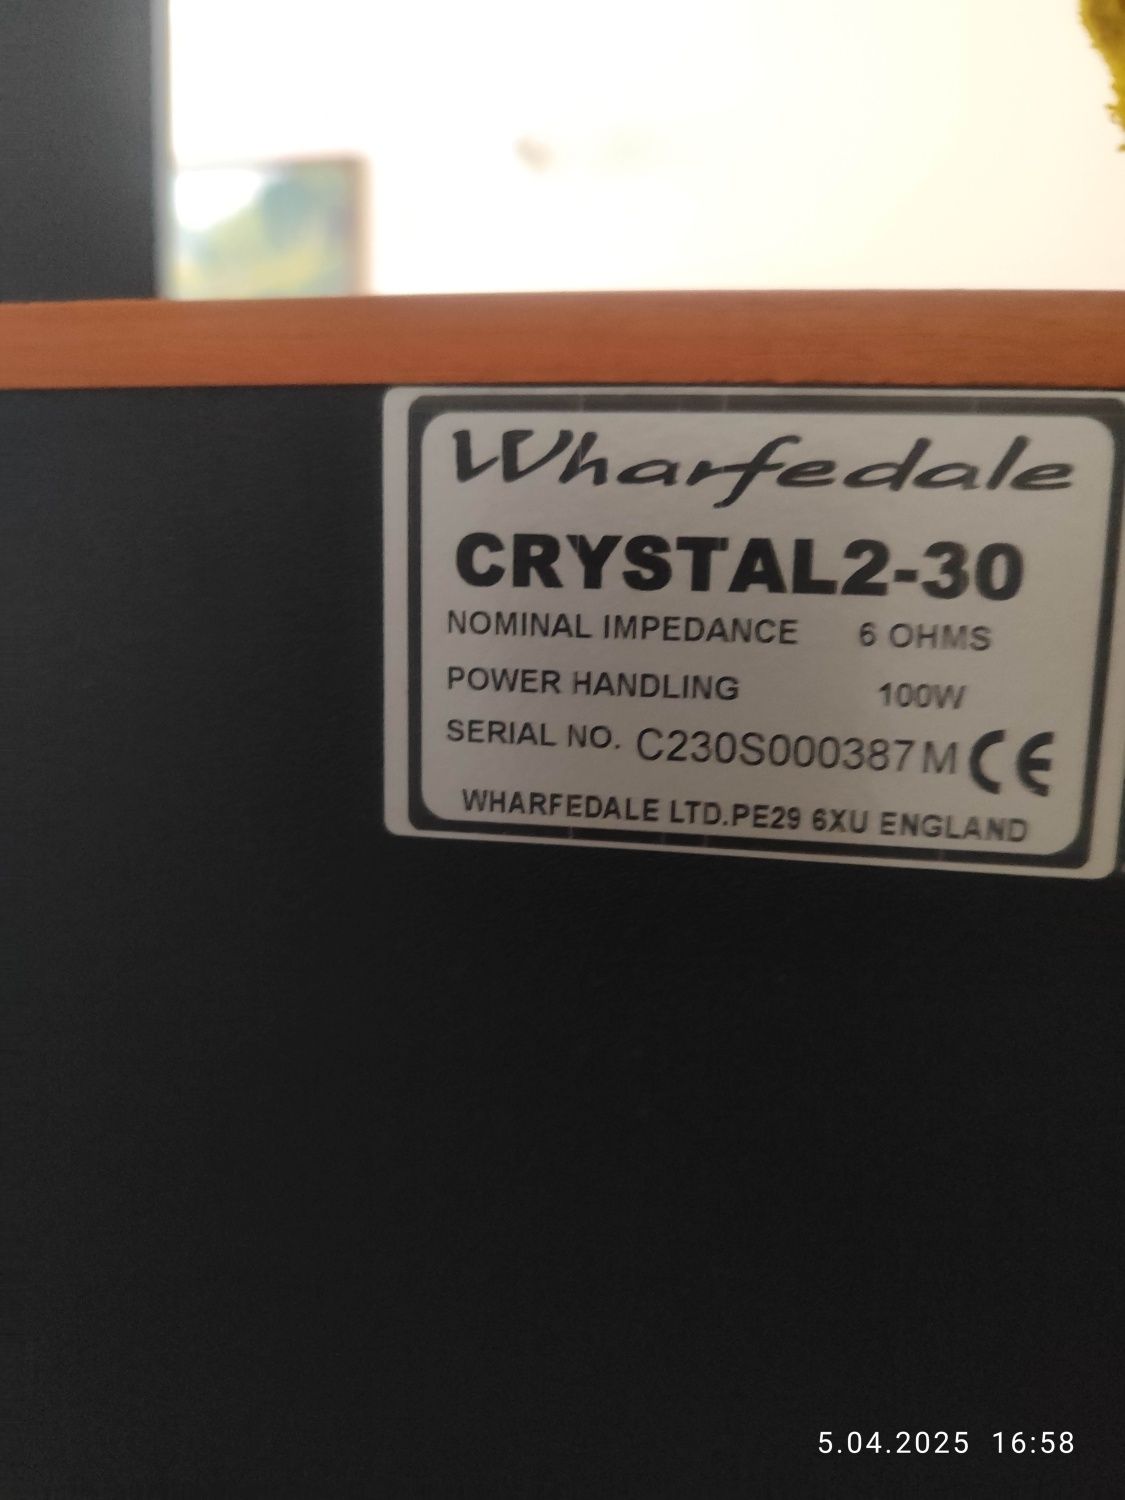 Wharfedale
CRYSTAL2-30
NOMINAL IMPEDANCE 6 OHMS
POWER HANDLING 100W
SERIAL NO. C230S000387M CE
WHARFEDALE LTD.PE29 6XU ENGLAND
5.04.2025 16:58